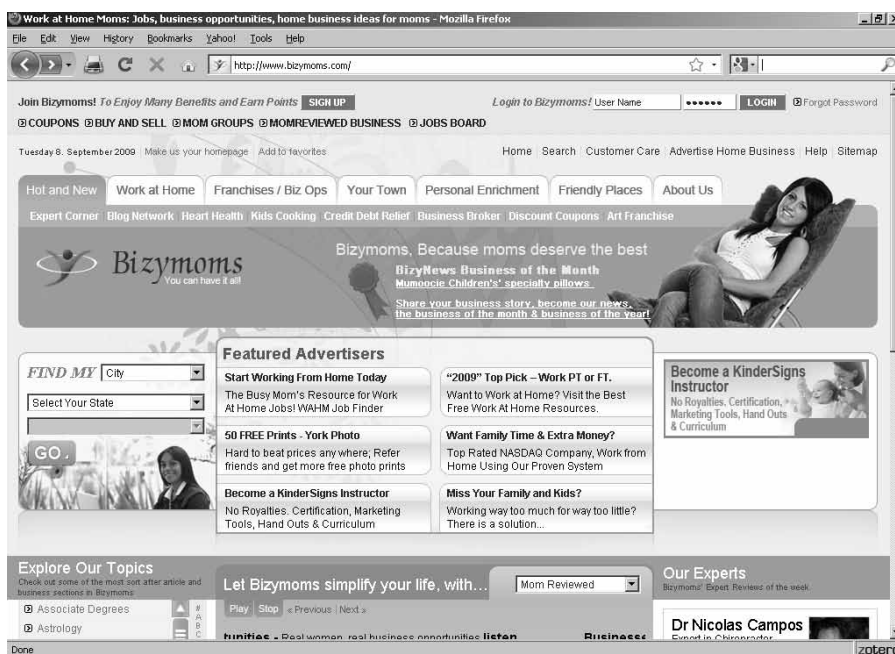 Work at Home Moms: Jobs, business opportunities, home business ideas for moms - Mozilla Firefox
File Edit View History Bookmarks Yahoo! Tools Help
http://www.bizymoms.com/
Join Bizymoms! To Enjoy Many Benefits and Earn Points SIGN UP Login to Bizymoms! User Name •••••• LOGIN Forgot Password
COUPONS BUY AND SELL MOM GROUPS MOMREVIEWED BUSINESS JOBS BOARD
Tuesday 8. September 2009 Make us your homepage Add to favorites Home Search Customer Care Advertise Home Business Help Sitemap
Hot and New Work at Home Franchises / Biz Ops Your Town Personal Enrichment Friendly Places About Us
Expert Corner Blog Network Heart Health Kids Cooking Credit Debt Relief Business Broker Discount Coupons Art Franchise
Bizymoms
You can have it all!
Bizymoms, Because moms deserve the best
BizyNews Business of the Month
Mumoocie Children's' specialty pillows
Share your business story, become our news,
the business of the month & business of the year!
FIND MY City
Select Your State
GO
Featured Advertisers
Start Working From Home Today
The Busy Mom's Resource for Work
At Home Jobs! WAHM Job Finder
"2009" Top Pick – Work PT or FT.
Want to Work at Home? Visit the Best
Free Work At Home Resources.
50 FREE Prints - York Photo
Hard to beat prices any where; Refer
friends and get more free photo prints
Want Family Time & Extra Money?
Top Rated NASDAQ Company, Work from
Home Using Our Proven System
Become a KinderSigns Instructor
No Royalties. Certification, Marketing
Tools, Hand Outs & Curriculum
Miss Your Family and Kids?
Working way too much for way too little?
There is a solution...
Become a KinderSigns
Instructor
No Royalties. Certification,
Marketing Tools, Hand Outs
& Curriculum
Explore Our Topics
Check out some of the most sort after article and
business sections in Bizymoms
Associate Degrees
Astrology
#
A
B
C
Let Bizymoms simplify your life, with... Mom Reviewed
Play Stop « Previous | Next »
tunities - Real women, real business opportunities listen Business
Our Experts
Bizymoms' Expert Reviews of the week
Dr Nicolas Campos
Expert in Chiropractor
Done
zoter